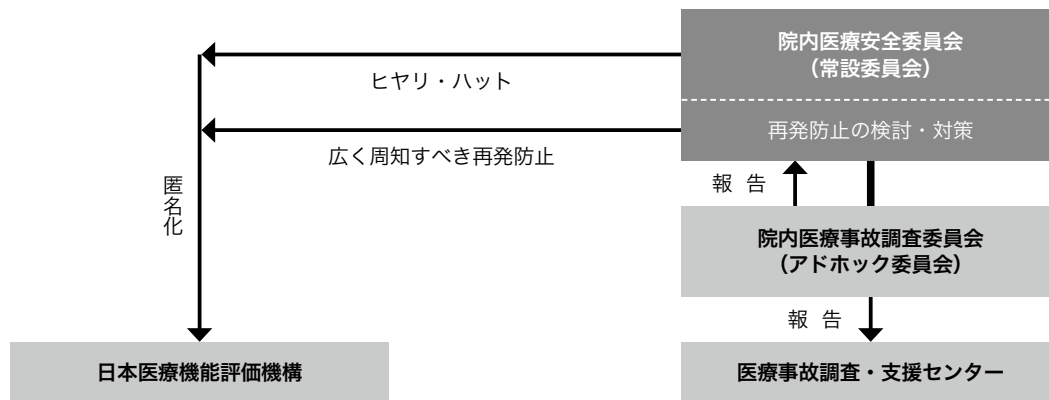 院内医療安全委員会
（常設委員会）
ヒヤリ・ハット
再発防止の検討・対策
広く周知すべき再発防止
報 告
匿名化
院内医療事故調査委員会
（アドホック委員会）
報 告
日本医療機能評価機構
医療事故調査・支援センター